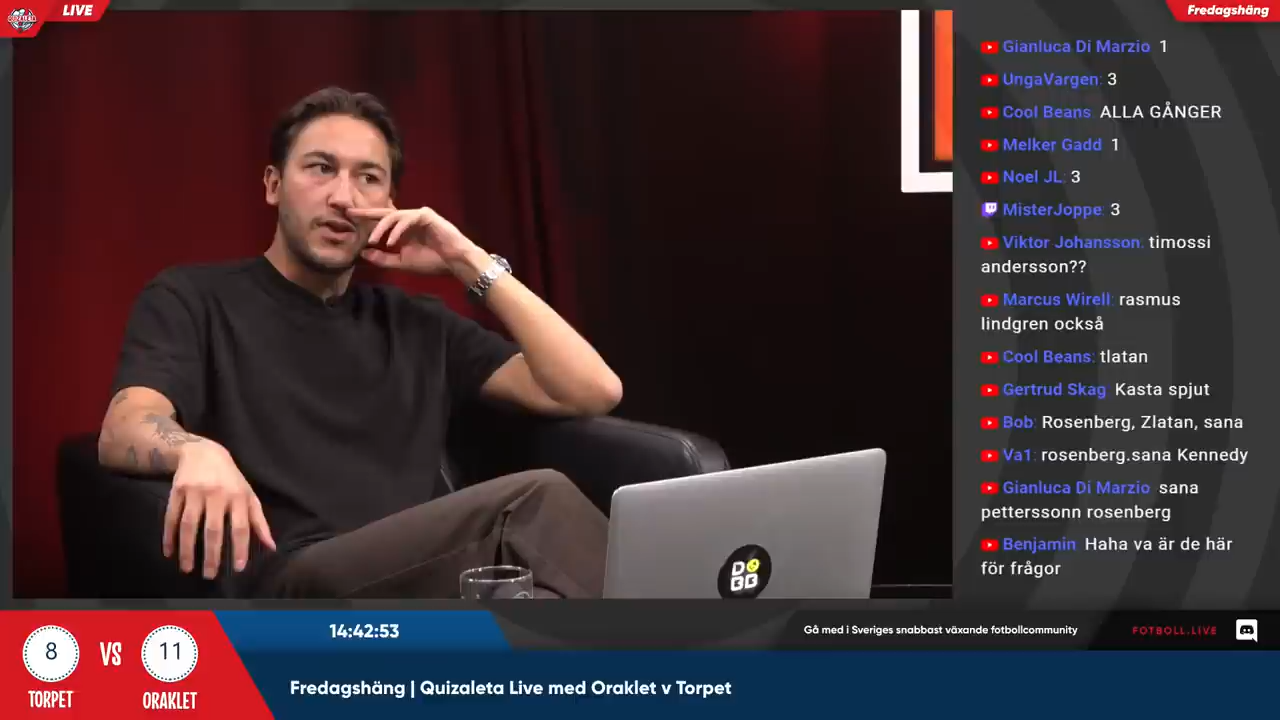 QUIZALETA
LIVE
Fredagshäng
Gianluca Di Marzio 1
UngaVargen: 3
Cool Beans ALLA GÅNGER
Melker Gadd 1
Noel JL: 3
MisterJoppe: 3
Viktor Johansson: timossi
andersson??
Marcus Wirell: rasmus
lindgren också
Cool Beans: tlatan
Gertrud Skag Kasta spjut
Bob: Rosenberg, Zlatan, sana
Va1: rosenberg.sana Kennedy
Gianluca Di Marzio sana
petterssonn rosenberg
Benjamin Haha va är de här
för frågor
8 VS 11
TORPET ORAKLET
14:42:53
Gå med i Sveriges snabbast växande fotbollcommunity
FOTBOLL.LIVE
Fredagshäng | Quizaleta Live med Oraklet v Torpet